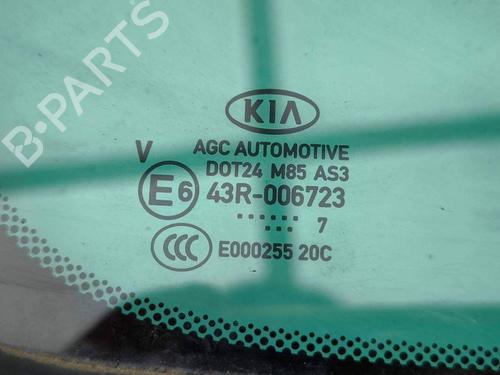 B-PARTS
KIA
V AGC AUTOMOTIVE
DOT24 M85 AS3
E6 43R-006723
...... 7
CCC E000255 20C